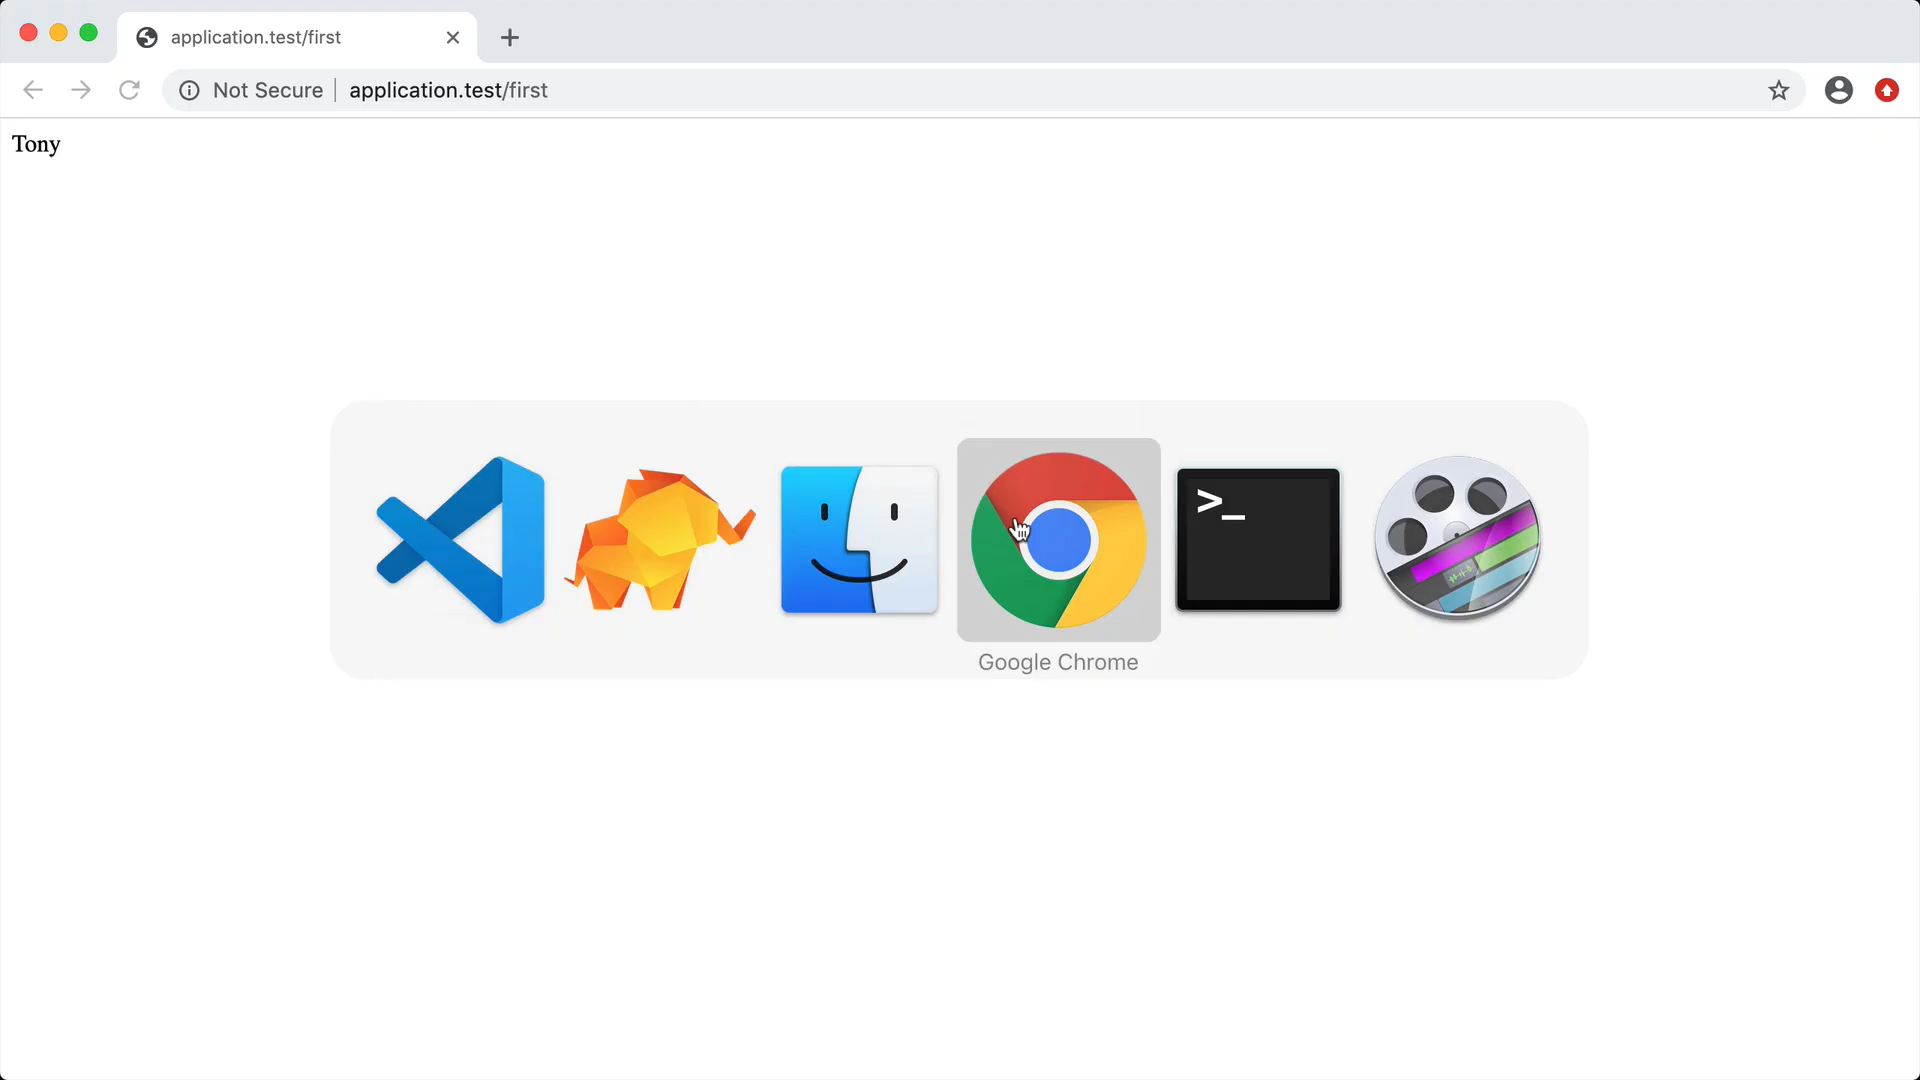 application.test/first
Not Secure application.test/first
Tony
>_
Google Chrome